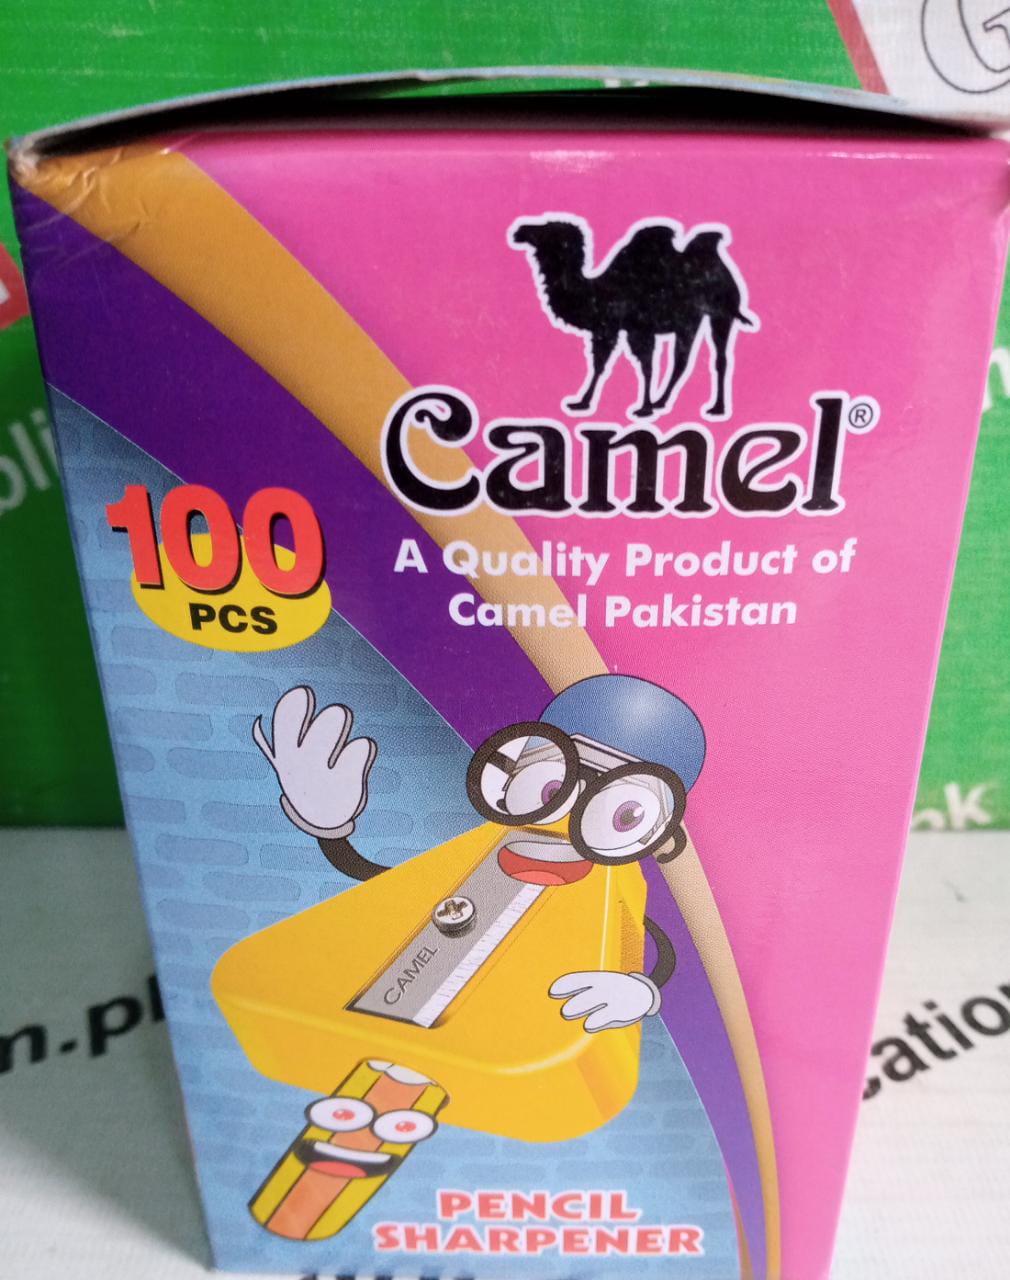 Camel®
A Quality Product of
Camel Pakistan
100
PCS
CAMEL
PENCIL
SHARPENER